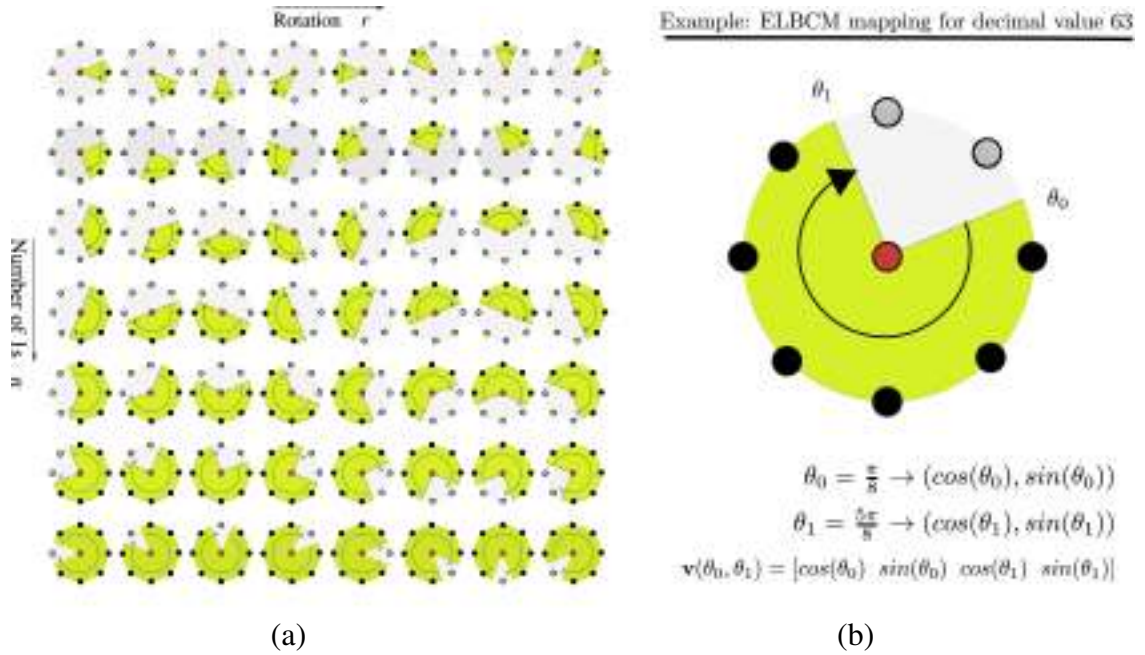 Rotation r
Number of 1s n
(a)
Example: ELBCM mapping for decimal value 63
θ₁
θ₀
θ₀ = π/8 → (cos(θ₀), sin(θ₀))
θ₁ = 5π/8 → (cos(θ₁), sin(θ₁))
v(θ₀, θ₁) = [cos(θ₀) sin(θ₀) cos(θ₁) sin(θ₁)]
(b)